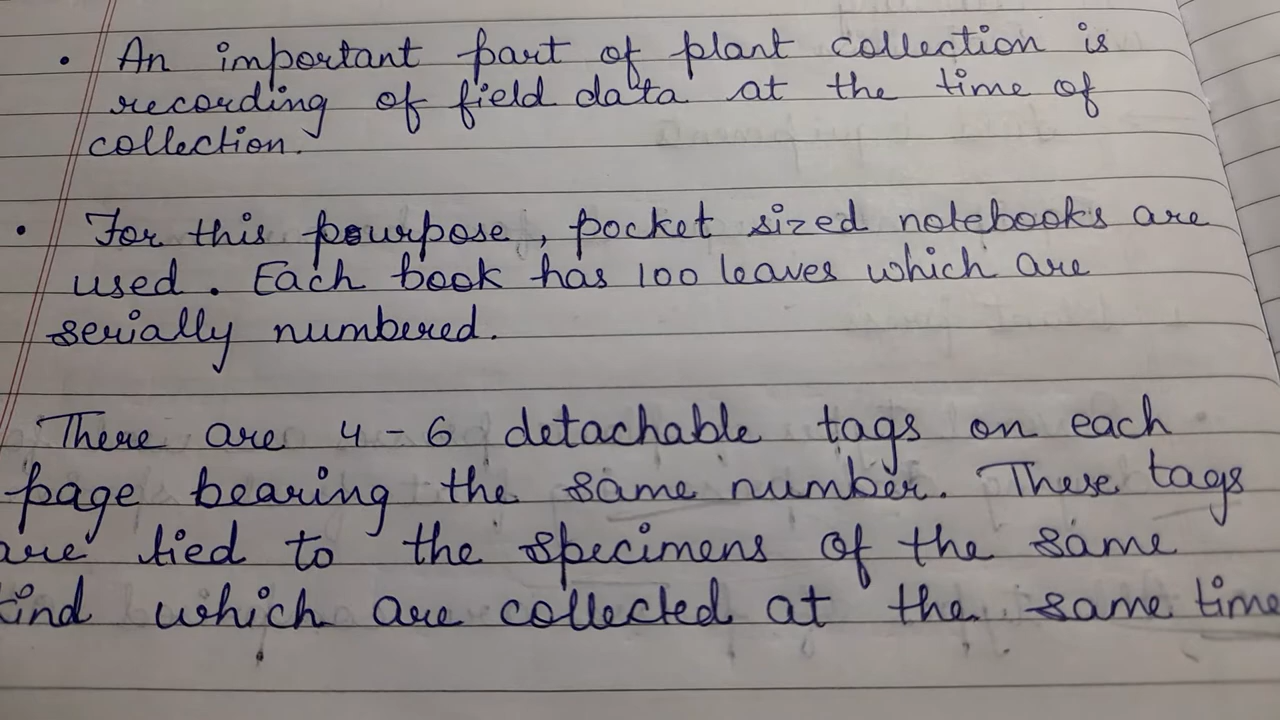 • An important part of plant collection is
recording of field data at the time of
collection.
• For this pourpose, pocket sized notebooks are
used. Each book has 100 leaves which are
serially numbered.
There are 4-6 detachable tags on each
page bearing the same number. These tags
are tied to the specimens of the same
kind which are collected at the same time